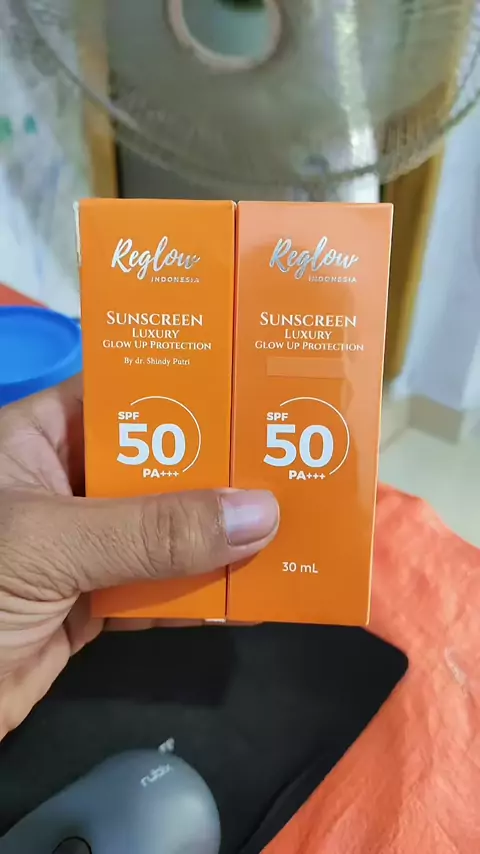 Reglow
INDONESIA
SUNSCREEN
LUXURY
GLOW UP PROTECTION
By dr. Shindy Putri
SPF
50
PA+++
Reglow
INDONESIA
SUNSCREEN
LUXURY
GLOW UP PROTECTION
SPF
50
PA+++
30 mL
rubix